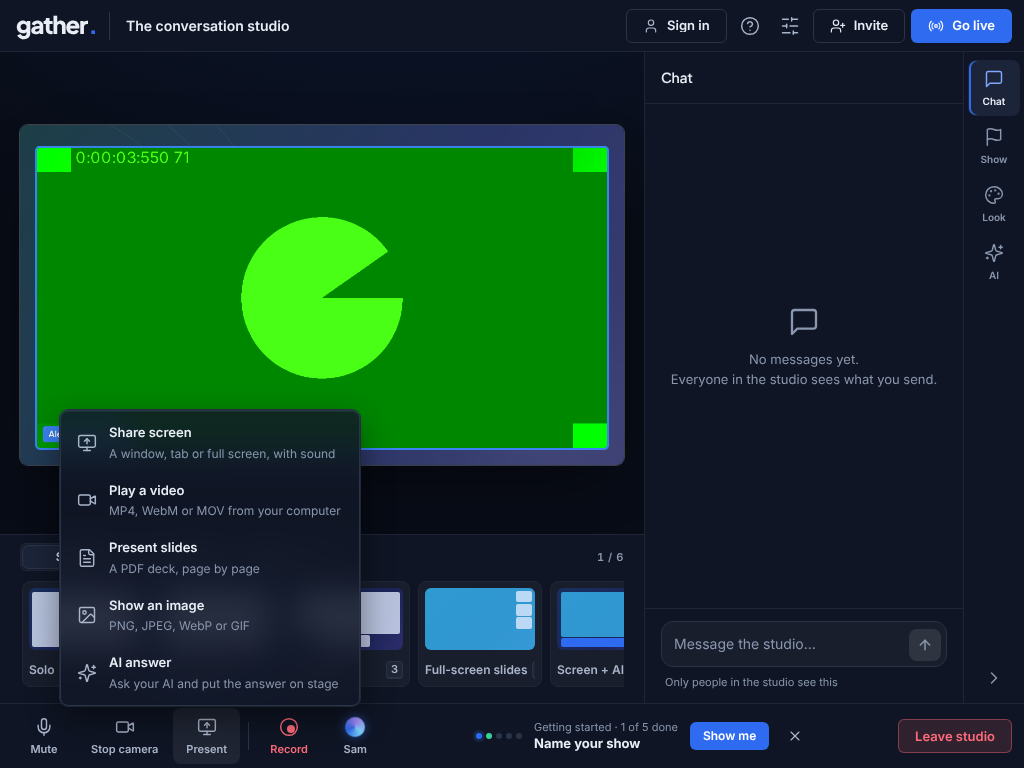 gather.
The conversation studio
Sign in
Invite
Go live
0:00:03:550 71
Share screen
A window, tab or full screen, with sound
Play a video
MP4, WebM or MOV from your computer
Present slides
A PDF deck, page by page
Show an image
PNG, JPEG, WebP or GIF
AI answer
Ask your AI and put the answer on stage
1 / 6
Solo
3
Full-screen slides
Screen + AI
Chat
No messages yet.
Everyone in the studio sees what you send.
Message the studio...
Only people in the studio see this
Chat
Show
Look
AI
Mute
Stop camera
Present
Record
Sam
Getting started · 1 of 5 done
Name your show
Show me
Leave studio